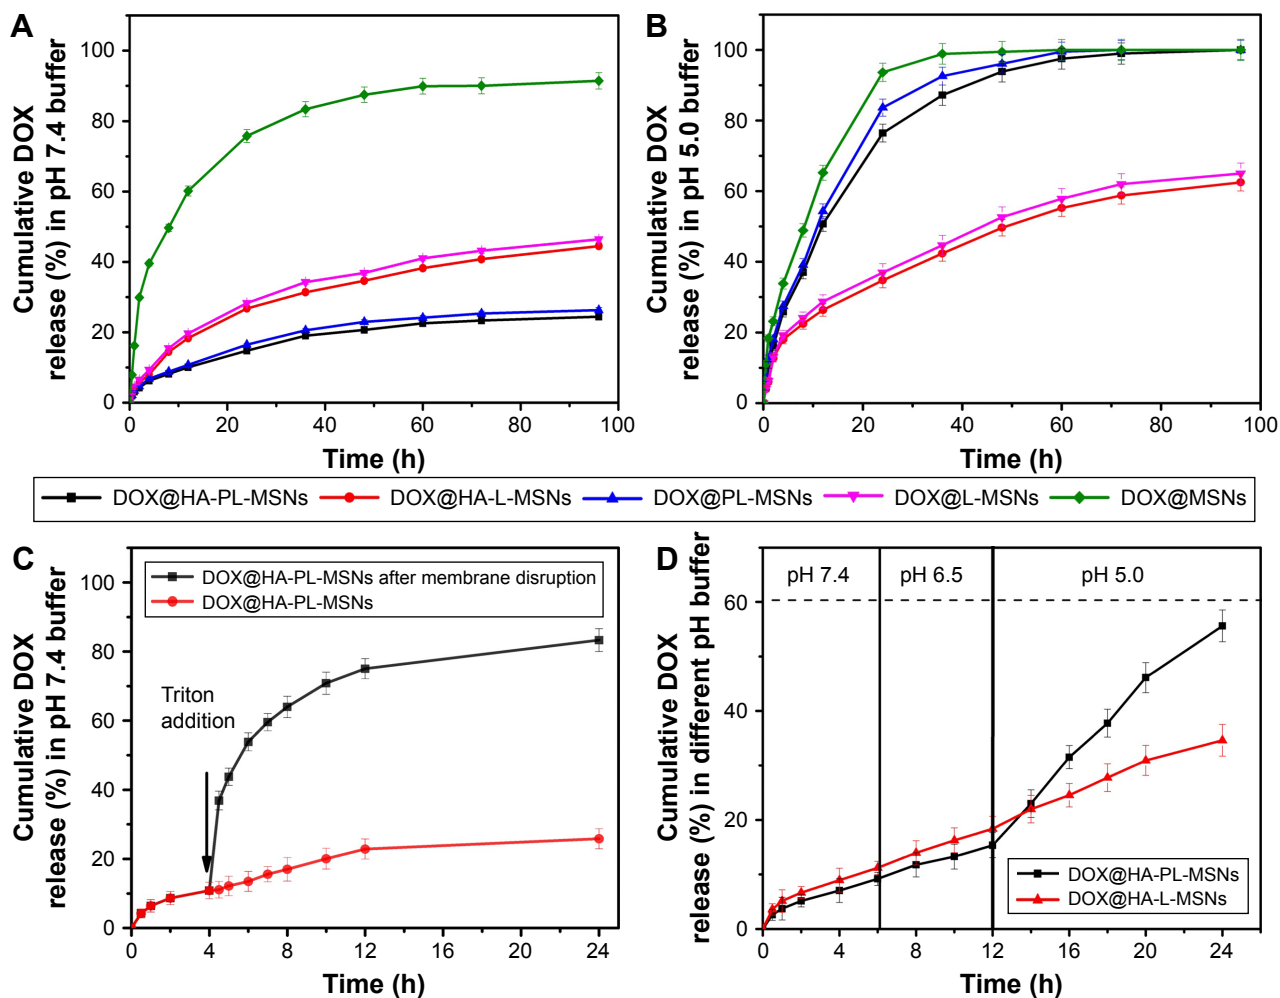 A
Cumulative DOX
release (%) in pH 7.4 buffer
100
80
60
40
20
0
0 20 40 60 80 100
Time (h)
B
Cumulative DOX
release (%) in pH 5.0 buffer
100
80
60
40
20
0
0 20 40 60 80 100
Time (h)
DOX@HA-PL-MSNs DOX@HA-L-MSNs DOX@PL-MSNs DOX@L-MSNs DOX@MSNs
C
Cumulative DOX
release (%) in pH 7.4 buffer
100
80
60
40
20
0
DOX@HA-PL-MSNs after membrane disruption
DOX@HA-PL-MSNs
Triton
addition
0 4 8 12 16 20 24
Time (h)
D
Cumulative DOX
release (%) in different pH buffer
60
40
20
0
pH 7.4 pH 6.5 pH 5.0
DOX@HA-PL-MSNs
DOX@HA-L-MSNs
0 4 8 12 16 20 24
Time (h)